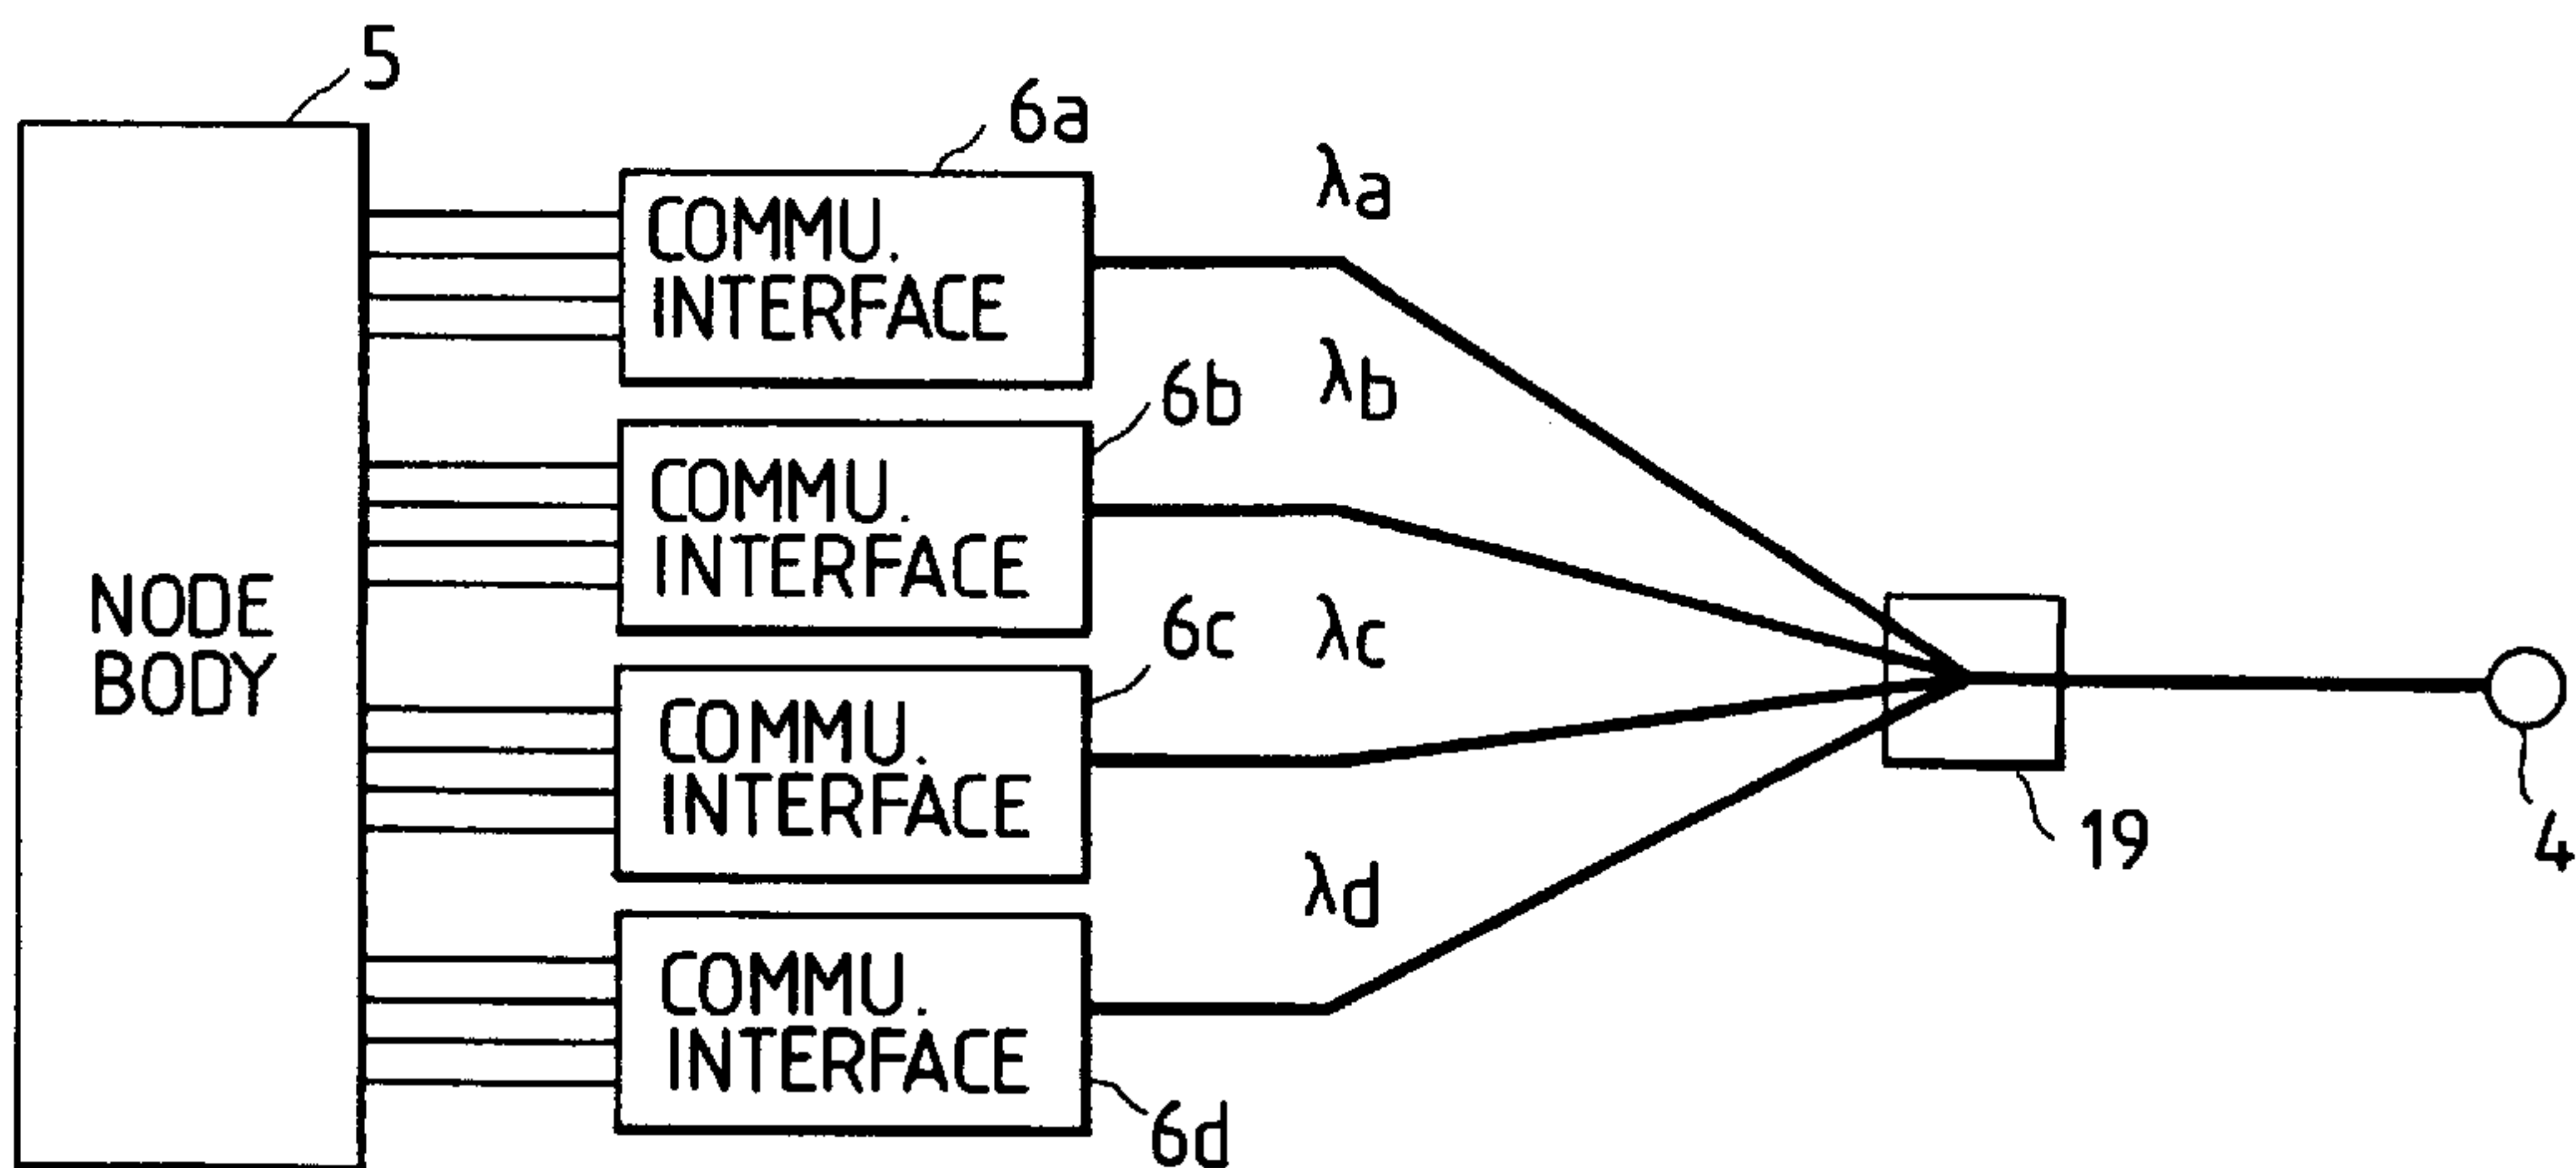 5
6a
COMMU.
INTERFACE
λa
6b
COMMU.
INTERFACE
λb
NODE
BODY
6c
COMMU.
INTERFACE
λc
19
4
COMMU.
INTERFACE
λd
6d